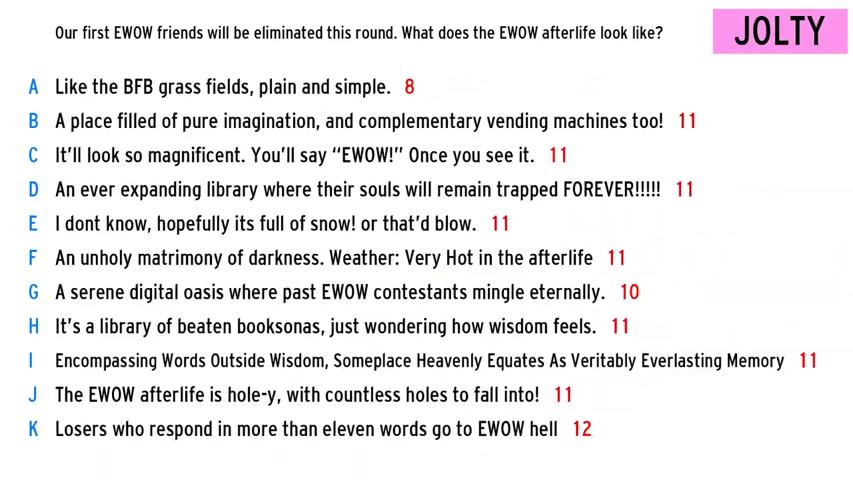 Our first EWOW friends will be eliminated this round. What does the EWOW afterlife look like?
JOLTY
A Like the BFB grass fields, plain and simple. 8
B A place filled of pure imagination, and complementary vending machines too! 11
C It'll look so magnificent. You'll say “EWOW!” Once you see it. 11
D An ever expanding library where their souls will remain trapped FOREVER!!!!! 11
E I dont know, hopefully its full of snow! or that'd blow. 11
F An unholy matrimony of darkness. Weather: Very Hot in the afterlife 11
G A serene digital oasis where past EWOW contestants mingle eternally. 10
H It's a library of beaten booksonas, just wondering how wisdom feels. 11
I Encompassing Words Outside Wisdom, Someplace Heavenly Equates As Veritably Everlasting Memory 11
J The EWOW afterlife is hole-y, with countless holes to fall into! 11
K Losers who respond in more than eleven words go to EWOW hell 12